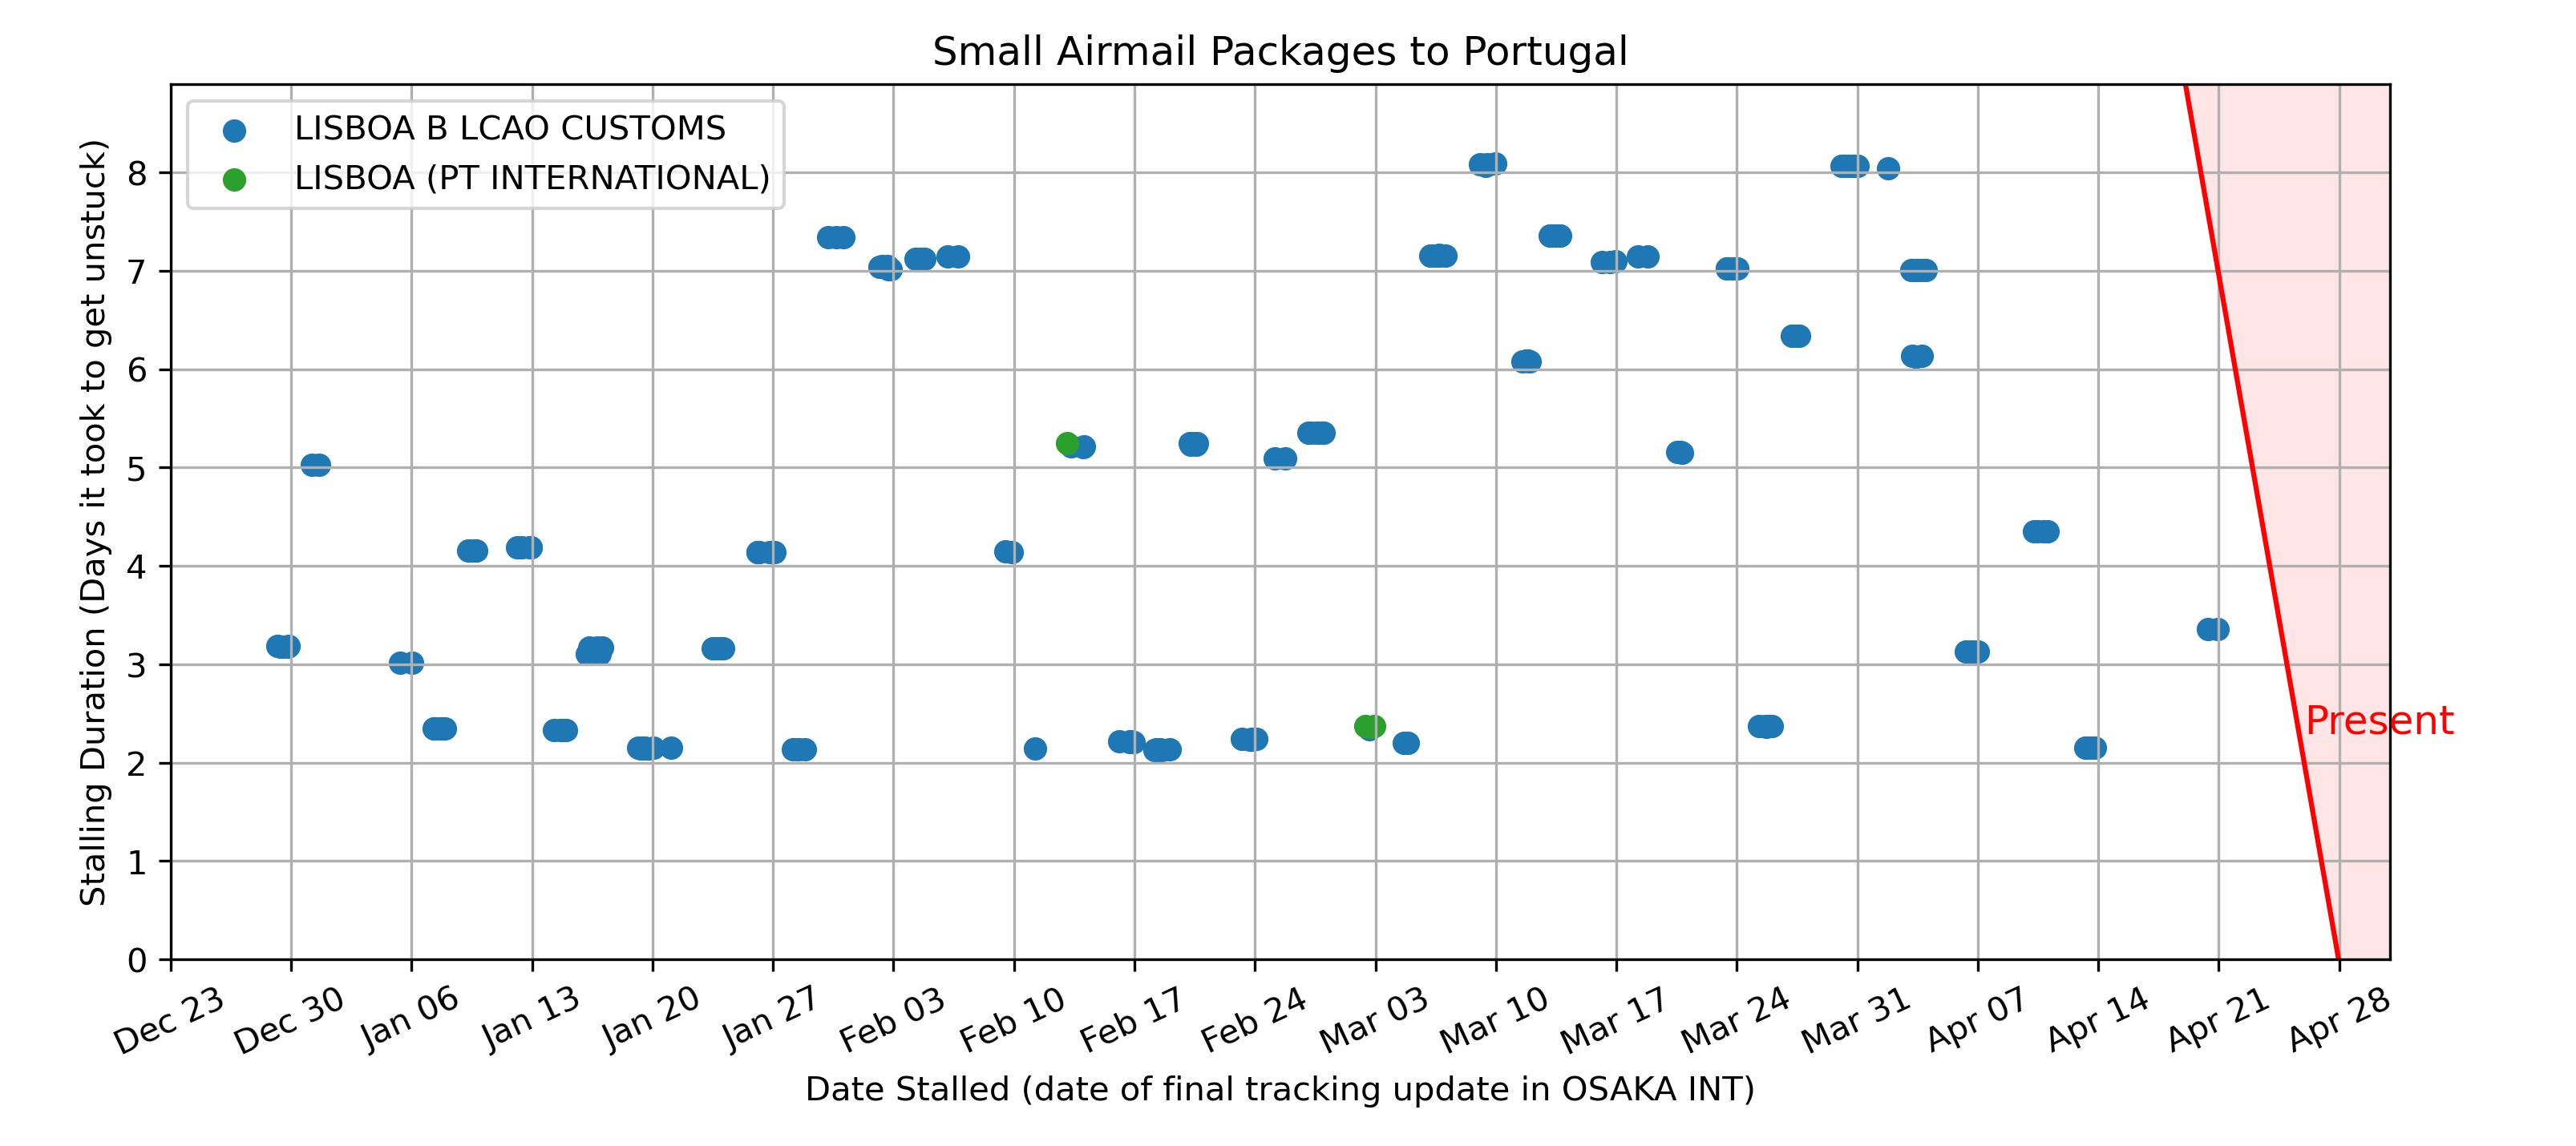 Small Airmail Packages to Portugal
LISBOA B LCAO CUSTOMS
LISBOA (PT INTERNATIONAL)
Stalling Duration (Days it took to get unstuck)
8
7
6
5
4
3
2
1
0
Present
Dec 23
Dec 30
Jan 06
Jan 13
Jan 20
Jan 27
Feb 03
Feb 10
Feb 17
Feb 24
Mar 03
Mar 10
Mar 17
Mar 24
Mar 31
Apr 07
Apr 14
Apr 21
Apr 28
Date Stalled (date of final tracking update in OSAKA INT)